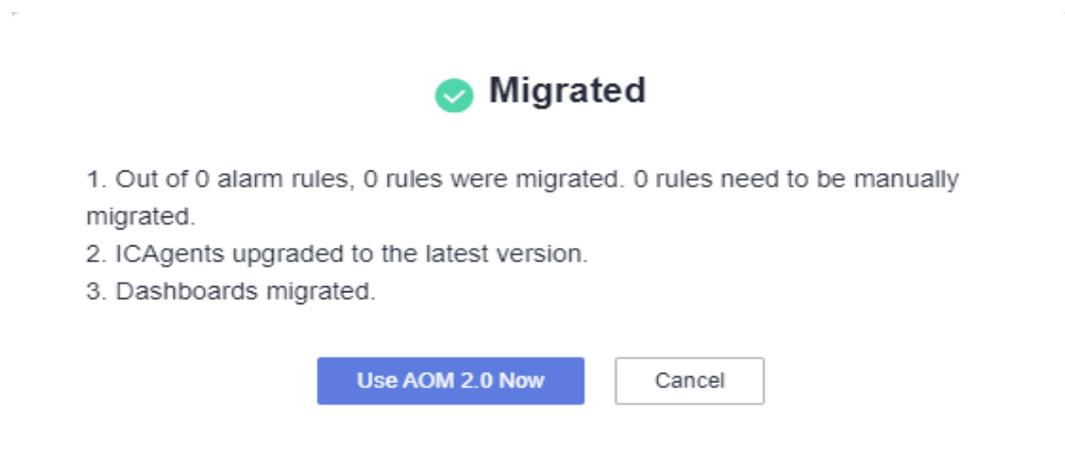 Migrated
1. Out of 0 alarm rules, 0 rules were migrated. 0 rules need to be manually
migrated.
2. ICAgents upgraded to the latest version.
3. Dashboards migrated.
Use AOM 2.0 Now
Cancel